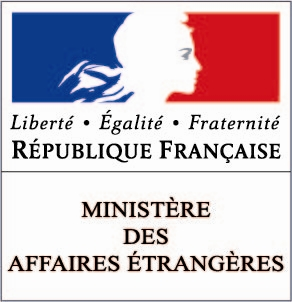 Liberté • Égalité • Fraternité
RÉPUBLIQUE FRANÇAISE
MINISTÈRE
DES
AFFAIRES ÉTRANGÈRES